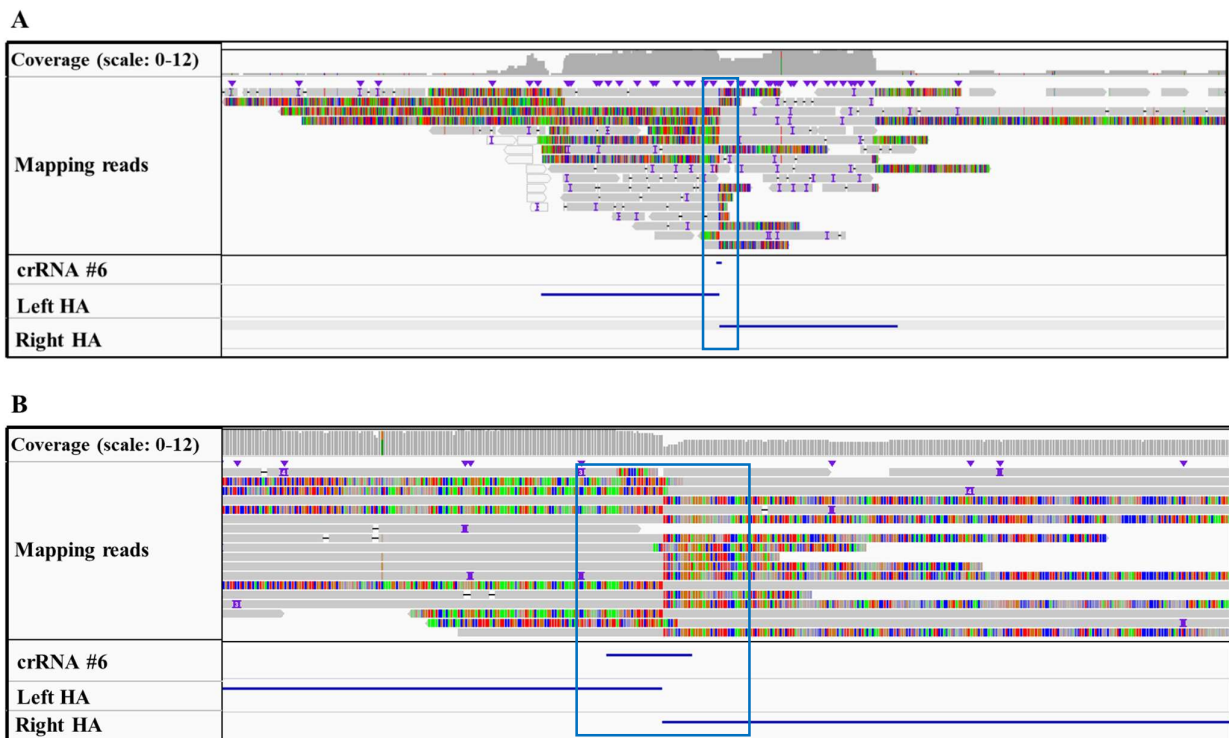 A
Coverage (scale: 0-12)
Mapping reads
crRNA #6
Left HA
Right HA
B
Coverage (scale: 0-12)
Mapping reads
crRNA #6
Left HA
Right HA